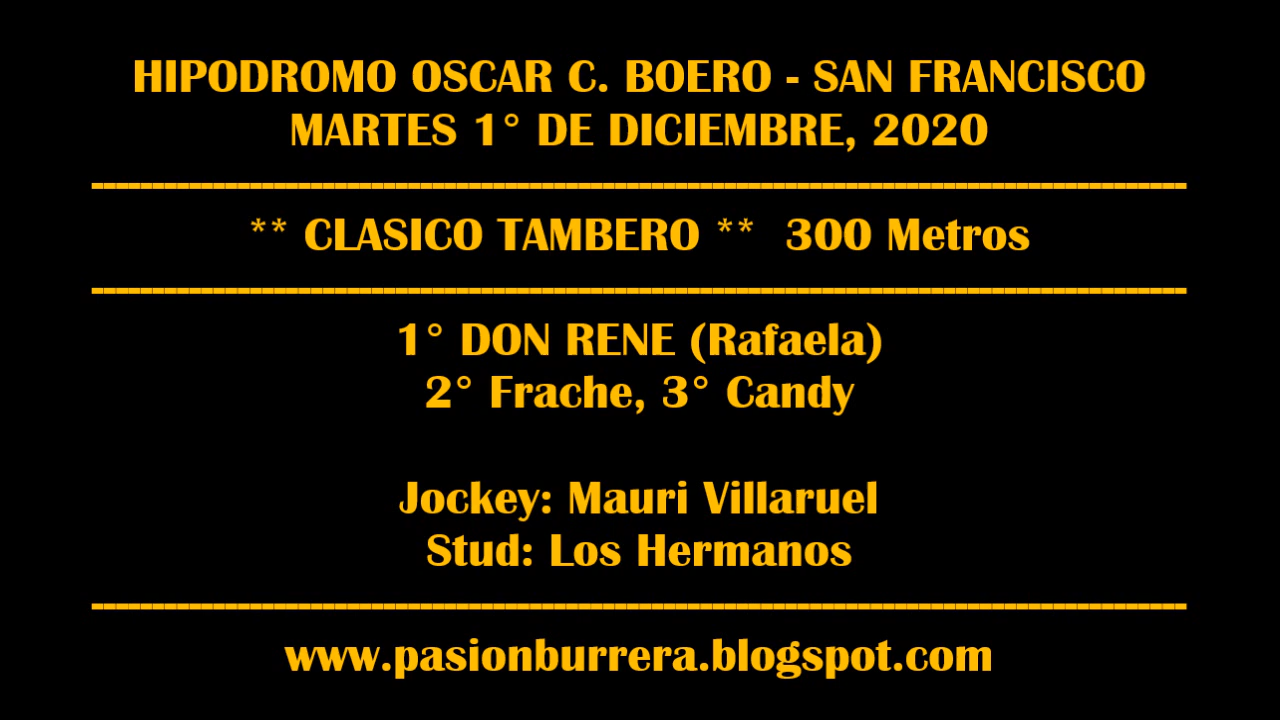 HIPODROMO OSCAR C. BOERO - SAN FRANCISCO
MARTES 1° DE DICIEMBRE, 2020
** CLASICO TAMBERO ** 300 Metros
1° DON RENE (Rafaela)
2° Frache, 3° Candy
Jockey: Mauri Villaruel
Stud: Los Hermanos
www.pasionburrera.blogspot.com